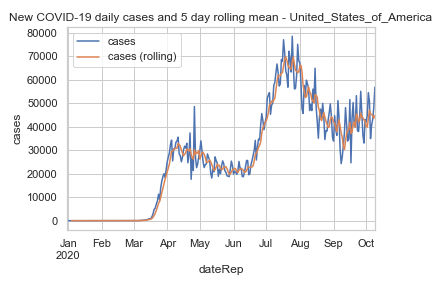 New COVID-19 daily cases and 5 day rolling mean - United_States_of_America
80000
70000
60000
50000
40000
30000
20000
10000
0
cases
cases
cases (rolling)
Jan Feb Mar Apr May Jun Jul Aug Sep Oct
2020
dateRep